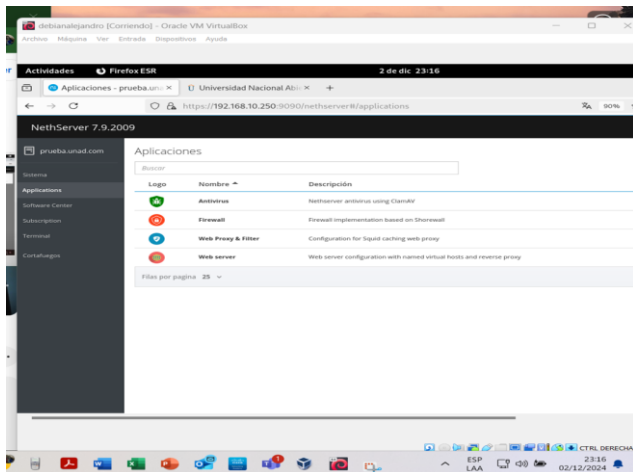 debianalejandro [Corriendo] - Oracle VM VirtualBox
Archivo Máquina Ver Entrada Dispositivos Ayuda
Actividades Firefox ESR 2 de dic 23:16
Aplicaciones - prueba.una × Universidad Nacional Abi × +
https://192.168.10.250:9090/nethserver#/applications 90%
NethServer 7.9.2009
prueba.unad.com
Sistema
Applications
Software Center
Subscription
Terminal
Cortafuegos
Aplicaciones
Buscar
Logo Nombre Descripción
Antivirus Nethserver antivirus using ClamAV
Firewall Firewall implementation based on Shorewall
Web Proxy & Filter Configuration for Squid caching web proxy
Web server Web server configuration with named virtual hosts and reverse proxy
Filas por pagina 25
CTRL DERECHA
ESP
LAA
23:16
02/12/2024